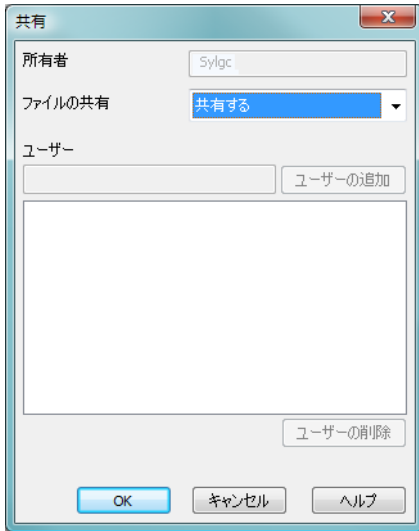 共有
所有者 Sylgc
ファイルの共有 共有する
ユーザー
ユーザーの追加
ユーザーの削除
OK キャンセル ヘルプ